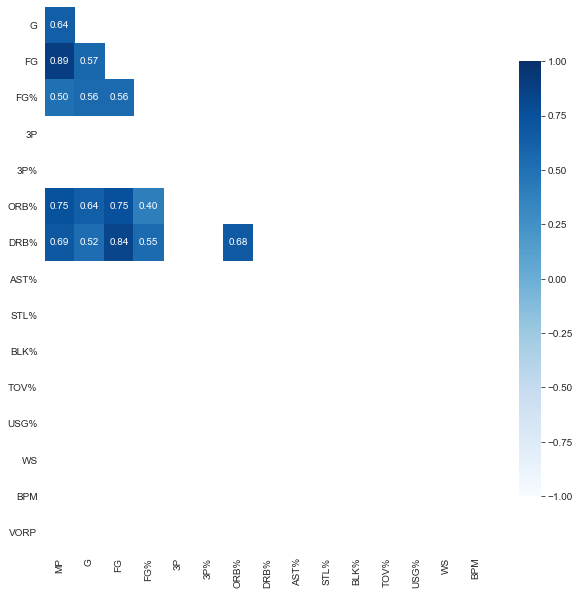 G 0.64
FG 0.89 0.57
FG% 0.50 0.56 0.56
3P
3P%
ORB% 0.75 0.64 0.75 0.40
DRB% 0.69 0.52 0.84 0.55 0.68
AST%
STL%
BLK%
TOV%
USG%
WS
BPM
VORP
MP G FG FG% 3P 3P% ORB% DRB% AST% STL% BLK% TOV% USG% WS BPM
1.00
0.75
0.50
0.25
0.00
−0.25
−0.50
−0.75
−1.00